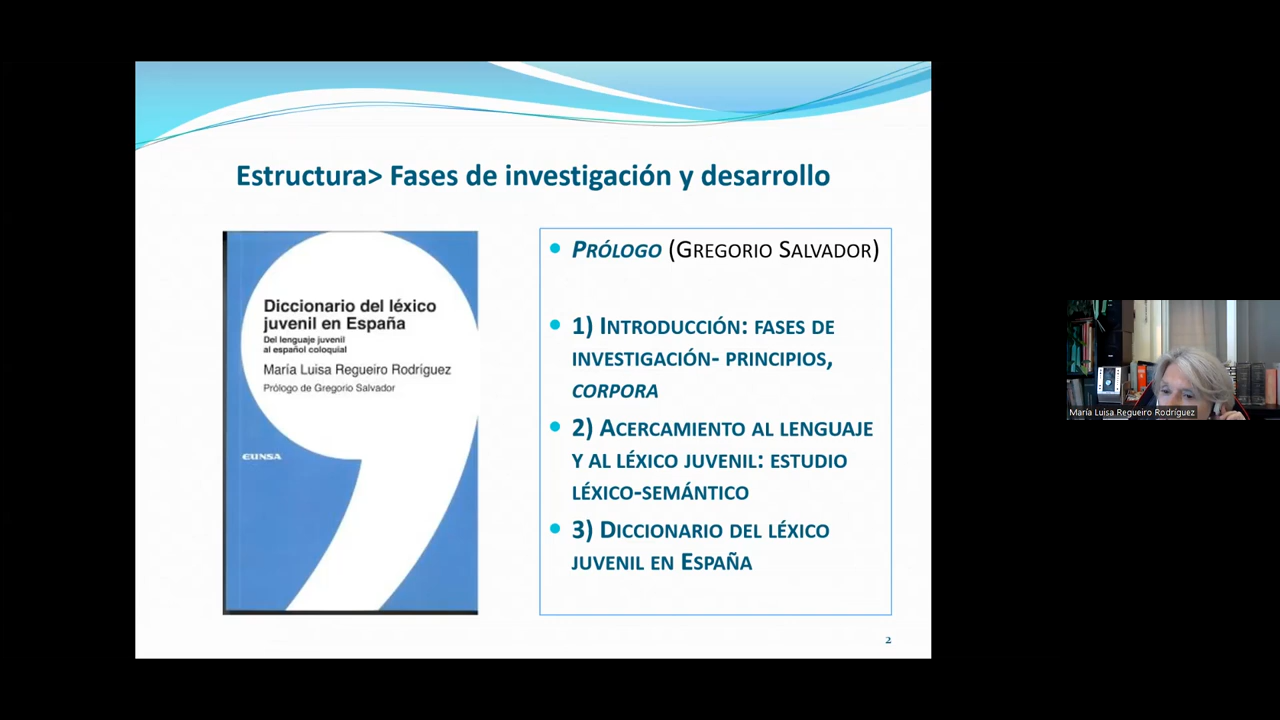 Estructura> Fases de investigación y desarrollo
Diccionario del léxico
juvenil en España
Del lenguaje juvenil
al español coloquial
María Luisa Regueiro Rodríguez
Prólogo de Gregorio Salvador
EUNSA
• PRÓLOGO (GREGORIO SALVADOR)
• 1) INTRODUCCIÓN: FASES DE
INVESTIGACIÓN- PRINCIPIOS,
CORPORA
• 2) ACERCAMIENTO AL LENGUAJE
Y AL LÉXICO JUVENIL: ESTUDIO
LÉXICO-SEMÁNTICO
• 3) DICCIONARIO DEL LÉXICO
JUVENIL EN ESPAÑA
2
María Luisa Regueiro Rodríguez